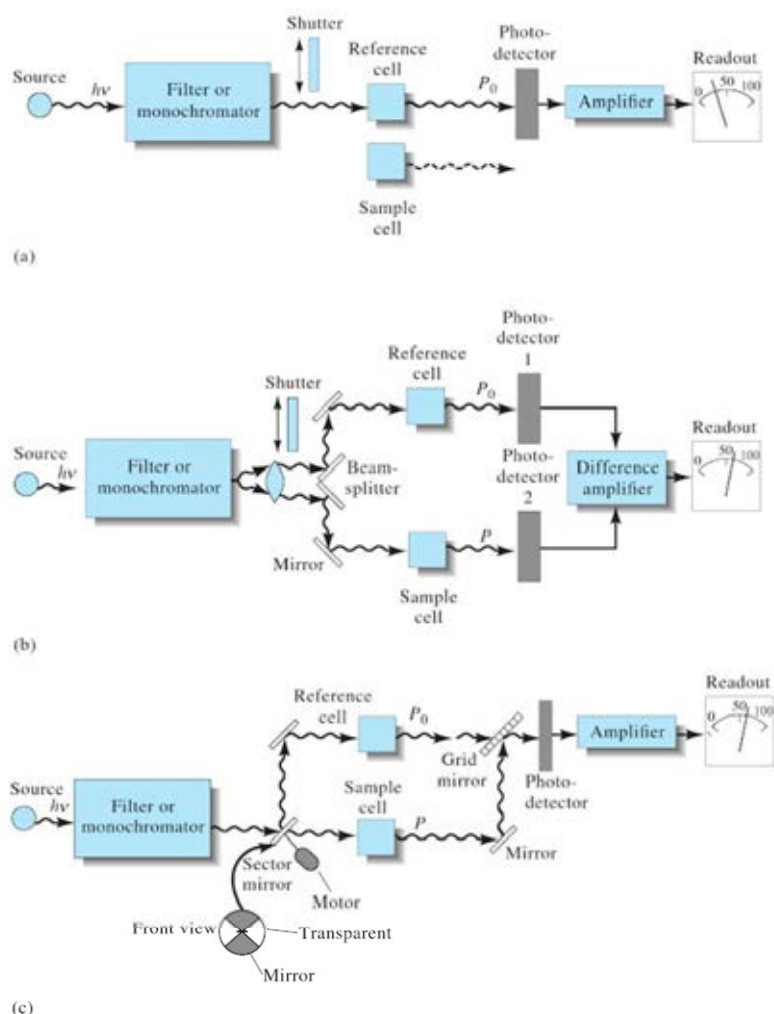 Shutter
Photo-
detector
Reference
cell
Readout
Source
hν
Filter or
monochromator
P0
Amplifier
0 50 100
Sample
cell
(a)
Photo-
detector
1
Reference
cell
Shutter
P0
Readout
Source
hν
Filter or
monochromator
Beam-
splitter
Photo-
detector
2
Difference
amplifier
0 50 100
Mirror
P
Sample
cell
(b)
Readout
Reference
cell
P0
Amplifier
0 50 100
Grid
mirror
Photo-
detector
Source
hν
Filter or
monochromator
Sample
cell
P
Mirror
Sector
mirror
Motor
Front view
Transparent
Mirror
(c)